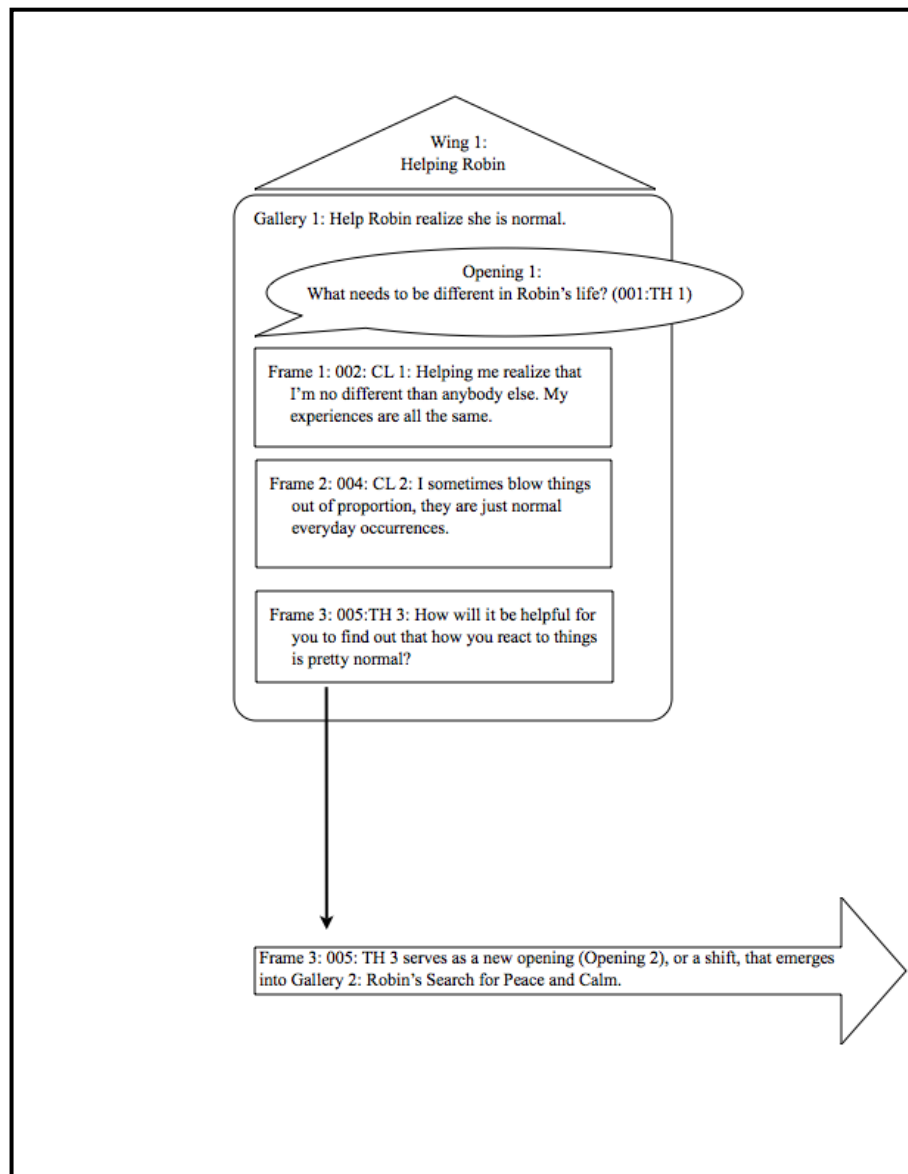 Wing 1:
Helping Robin
Gallery 1: Help Robin realize she is normal.
Opening 1:
What needs to be different in Robin’s life? (001:TH 1)
Frame 1: 002: CL 1: Helping me realize that
I’m no different than anybody else. My
experiences are all the same.
Frame 2: 004: CL 2: I sometimes blow things
out of proportion, they are just normal
everyday occurrences.
Frame 3: 005:TH 3: How will it be helpful for
you to find out that how you react to things
is pretty normal?
Frame 3: 005: TH 3 serves as a new opening (Opening 2), or a shift, that emerges
into Gallery 2: Robin’s Search for Peace and Calm.